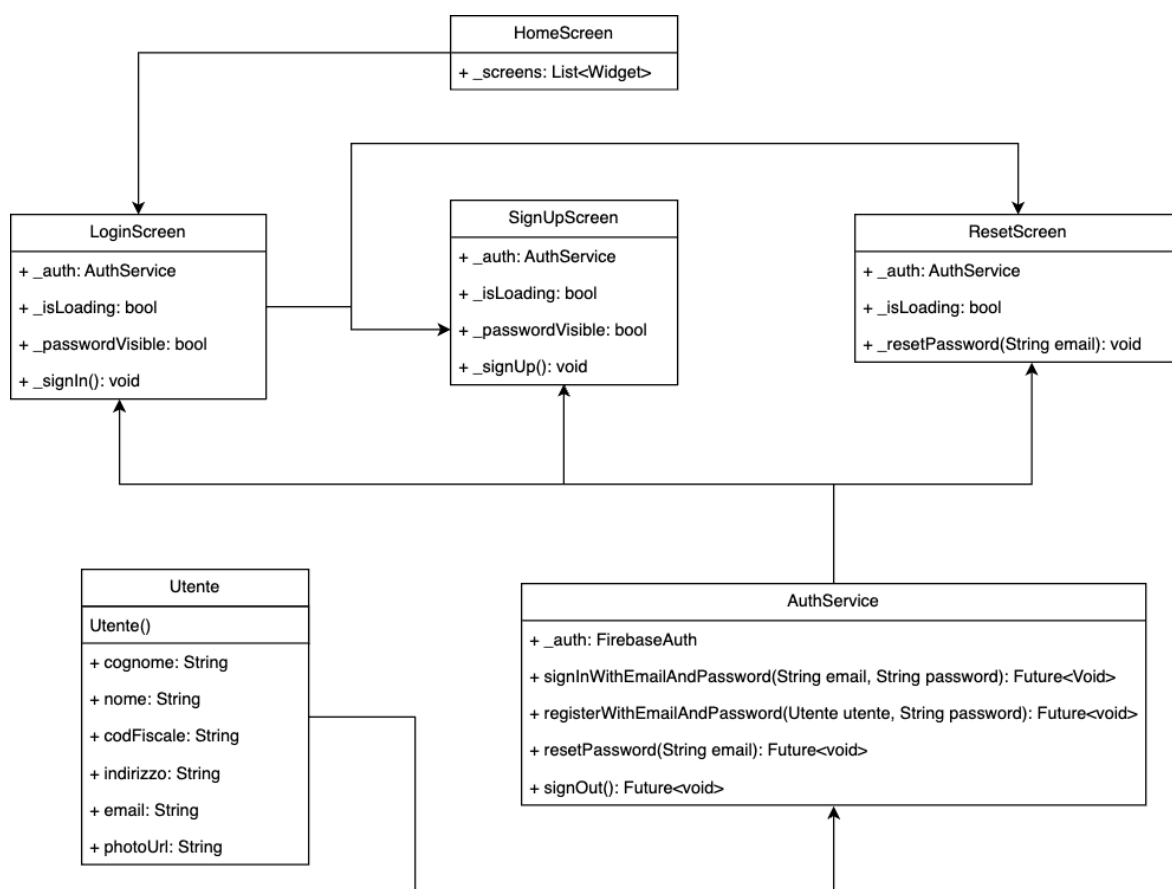 HomeScreen
+ _screens: List<Widget>
LoginScreen
+ _auth: AuthService
+ _isLoading: bool
+ _passwordVisible: bool
+ _signIn(): void
SignUpScreen
+ _auth: AuthService
+ _isLoading: bool
+ _passwordVisible: bool
+ _signUp(): void
ResetScreen
+ _auth: AuthService
+ _isLoading: bool
+ _resetPassword(String email): void
Utente
Utente()
+ cognome: String
+ nome: String
+ codFiscale: String
+ indirizzo: String
+ email: String
+ photoUrl: String
AuthService
+ _auth: FirebaseAuth
+ signInWithEmailAndPassword(String email, String password): Future<Void>
+ registerWithEmailAndPassword(Utente utente, String password): Future<void>
+ resetPassword(String email): Future<void>
+ signOut(): Future<void>